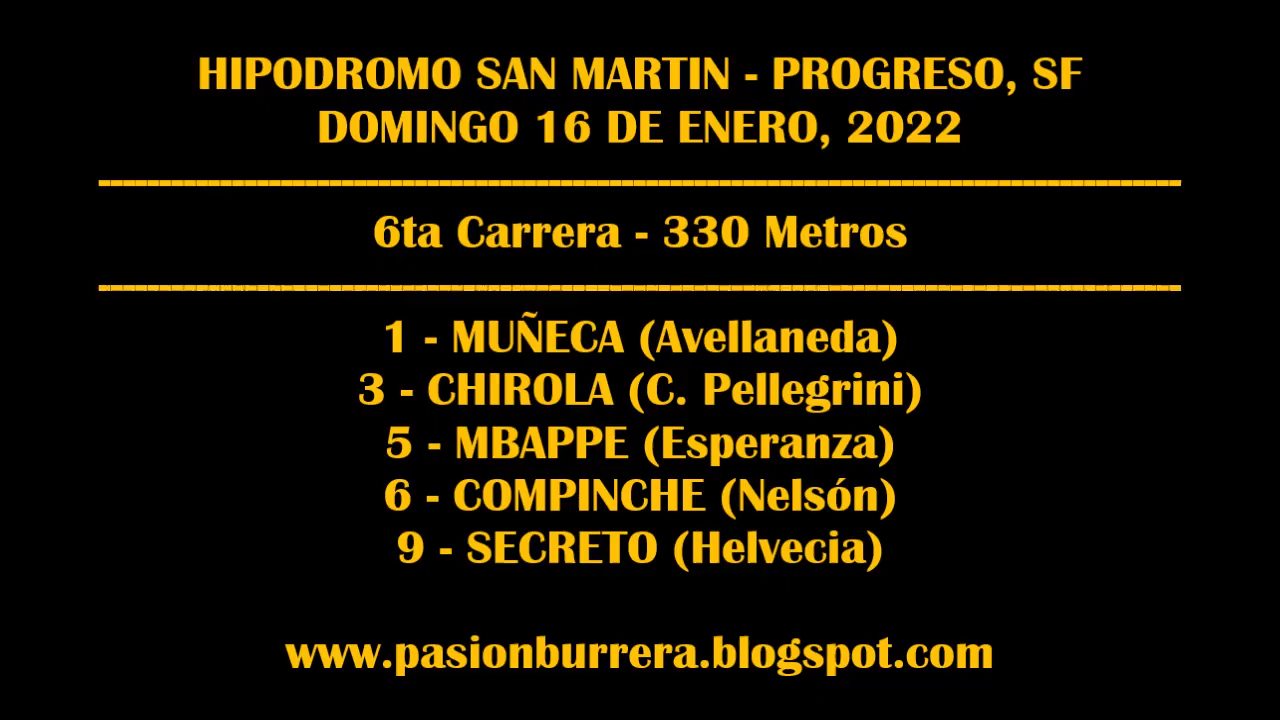 HIPODROMO SAN MARTIN - PROGRESO, SF
DOMINGO 16 DE ENERO, 2022
6ta Carrera - 330 Metros
1 - MUÑECA (Avellaneda)
3 - CHIROLA (C. Pellegrini)
5 - MBAPPE (Esperanza)
6 - COMPINCHE (Nelsón)
9 - SECRETO (Helvecia)
www.pasionburrera.blogspot.com